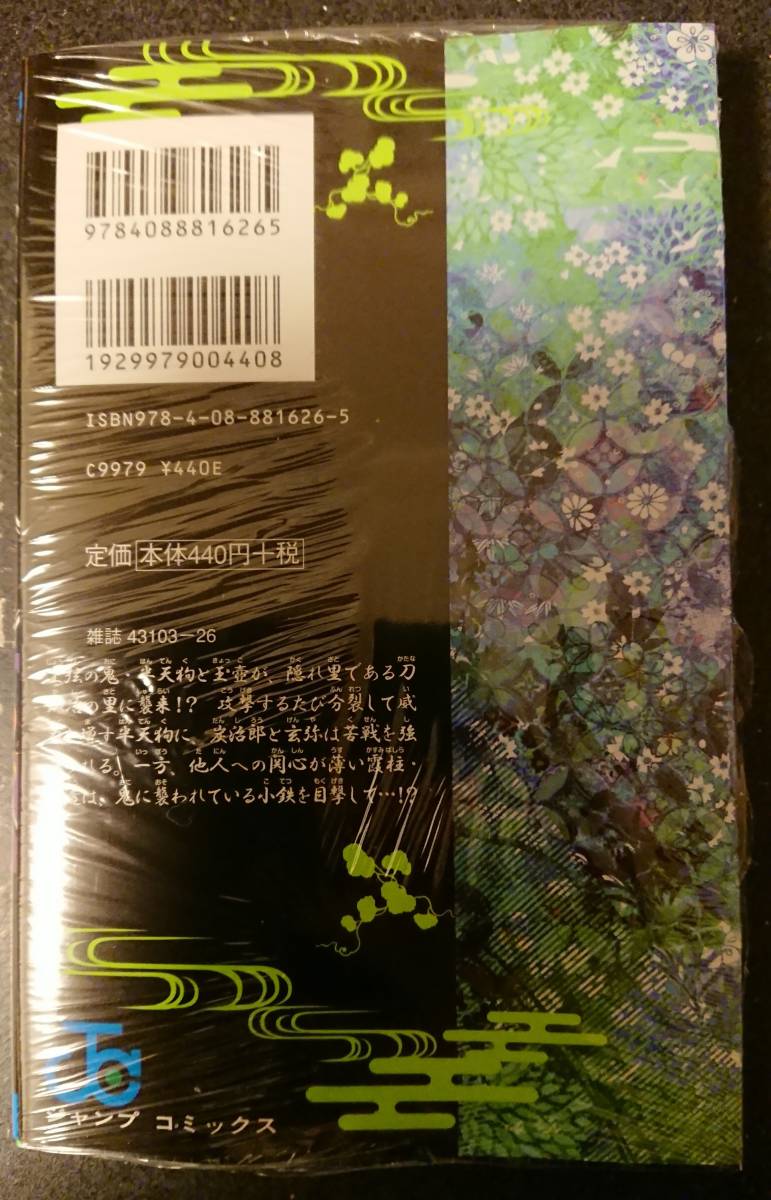 9784088816265
1929979004408
ISBN978-4-08-881626-5
C9979 ¥440E
定価 本体440円+税
雑誌 43103-26
弦の鬼・半天狗と玉壺が、隠れ里である刀
の里に襲来!? 攻撃するたび分裂して威
増す半天狗に、炭治郎と玄弥は苦戦を強
れる。一方、他人への関心が薄い霞柱・
は、鬼に襲われている小鉄を目撃して…!?
ジャンプ コミックス